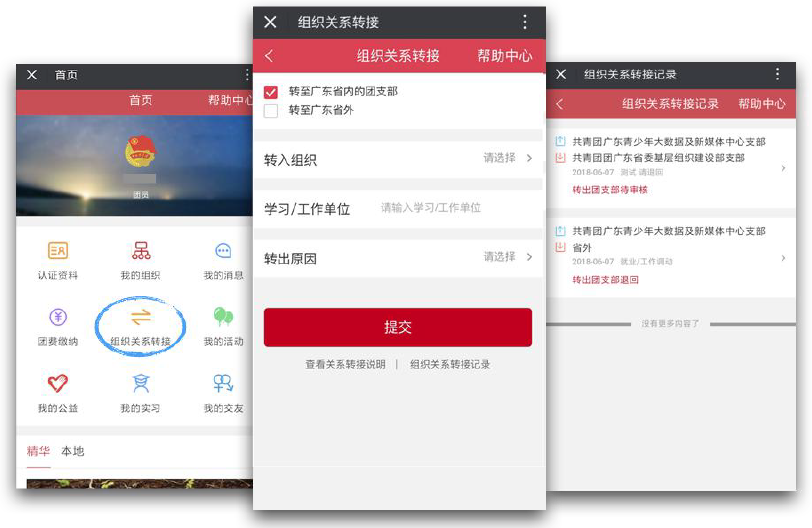 首页
首页 帮助中心
团员
认证资料 我的组织 我的消息
团费缴纳 组织关系转接 我的活动
我的公益 我的实习 我的交友
精华 本地
组织关系转接
组织关系转接 帮助中心
转至广东省内的团支部
转至广东省外
转入组织 请选择
学习/工作单位 请输入学习/工作单位
转出原因 请选择
提交
查看关系转接说明 | 组织关系转接记录
组织关系转接记录
组织关系转接记录 帮助中心
共青团广东青少年大数据及新媒体中心支部
共青团团广东省委基层组织建设部支部
2018-06-07 测试 请退回
转出团支部待审核
共青团广东青少年大数据及新媒体中心支部
省外
2018-06-07 就业/工作调动
转出团支部退回
没有更多内容了